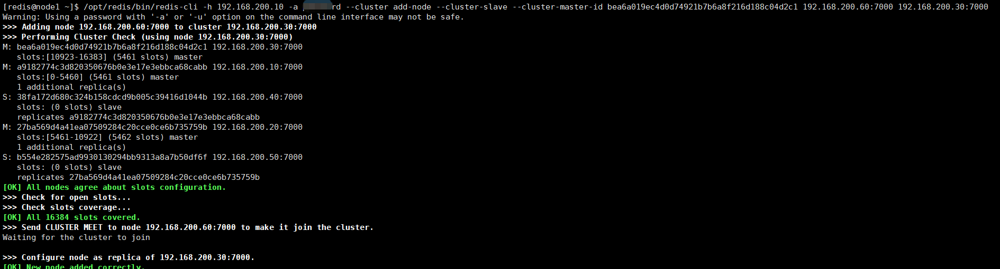 [redis@node1 ~]$ /opt/redis/bin/redis-cli -h 192.168.200.10 -a rd --cluster add-node --cluster-slave --cluster-master-id bea6a019ec4d0d74921b7b6a8f216d188c04d2c1 192.168.200.60:7000 192.168.200.30:7000
Warning: Using a password with '-a' or '-u' option on the command line interface may not be safe.
>>> Adding node 192.168.200.60:7000 to cluster 192.168.200.30:7000
>>> Performing Cluster Check (using node 192.168.200.30:7000)
M: bea6a019ec4d0d74921b7b6a8f216d188c04d2c1 192.168.200.30:7000
   slots:[10923-16383] (5461 slots) master
M: a9182774c3d820350676b0e3e17e3ebbca68cabb 192.168.200.10:7000
   slots:[0-5460] (5461 slots) master
   1 additional replica(s)
S: 38fa172d680c324b158cdcd9b005c39416d1044b 192.168.200.40:7000
   slots: (0 slots) slave
   replicates a9182774c3d820350676b0e3e17e3ebbca68cabb
M: 27ba569d4a41ea07509284c20cce0ce6b735759b 192.168.200.20:7000
   slots:[5461-10922] (5462 slots) master
   1 additional replica(s)
S: b554e282575ad9930130294bb9313a8a7b50df6f 192.168.200.50:7000
   slots: (0 slots) slave
   replicates 27ba569d4a41ea07509284c20cce0ce6b735759b
[OK] All nodes agree about slots configuration.
>>> Check for open slots...
>>> Check slots coverage...
[OK] All 16384 slots covered.
>>> Send CLUSTER MEET to node 192.168.200.60:7000 to make it join the cluster.
Waiting for the cluster to join
>>> Configure node as replica of 192.168.200.30:7000.
[OK] New node added correctly.